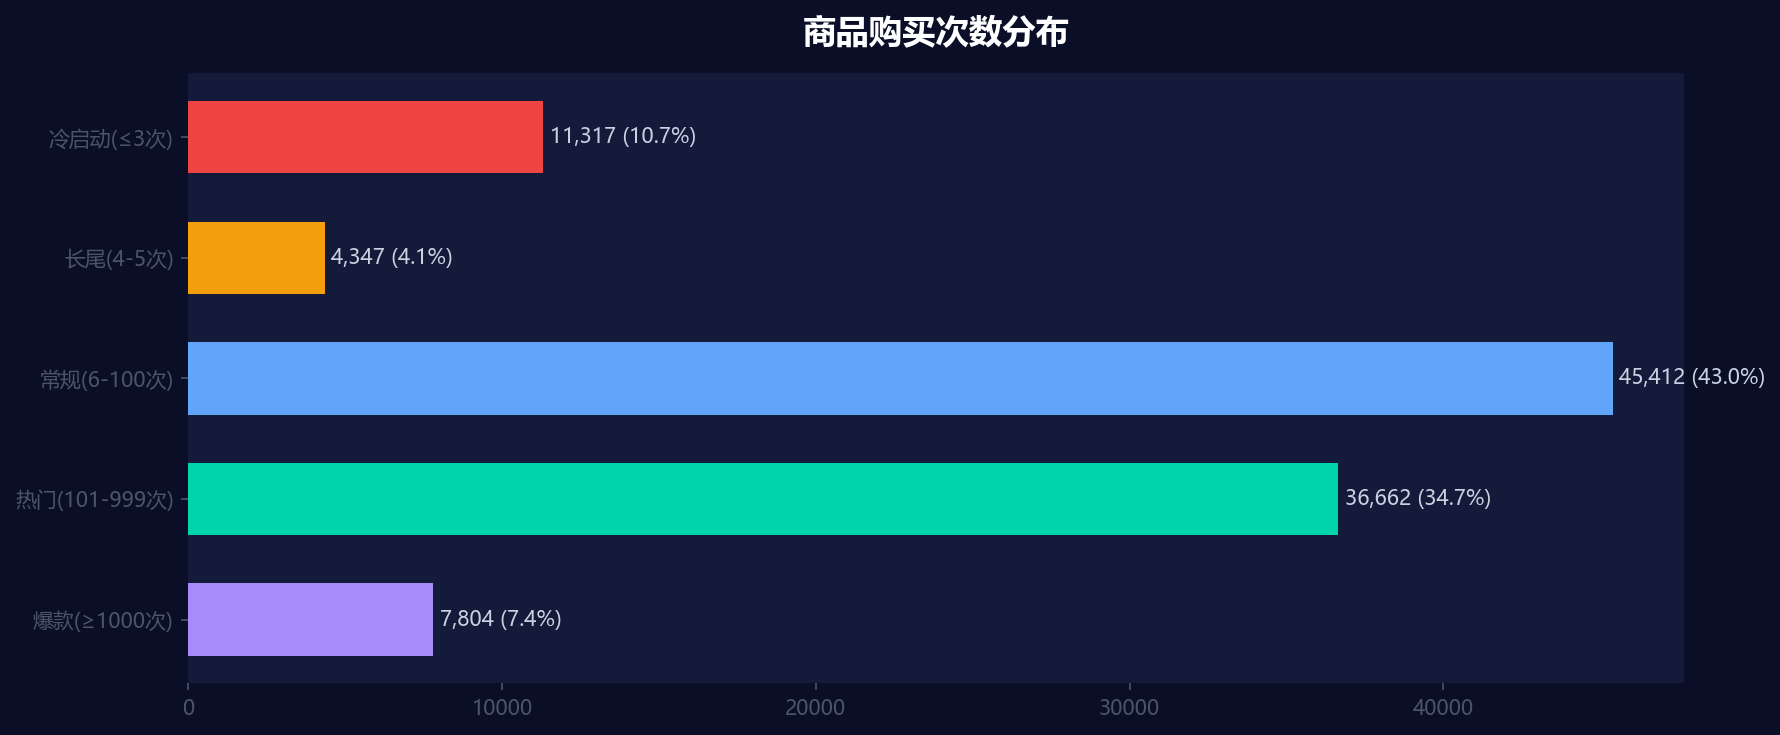 商品购买次数分布
冷启动(≤3次)
11,317 (10.7%)
长尾(4-5次)
4,347 (4.1%)
常规(6-100次)
45,412 (43.0%)
热门(101-999次)
36,662 (34.7%)
爆款(≥1000次)
7,804 (7.4%)
0 10000 20000 30000 40000